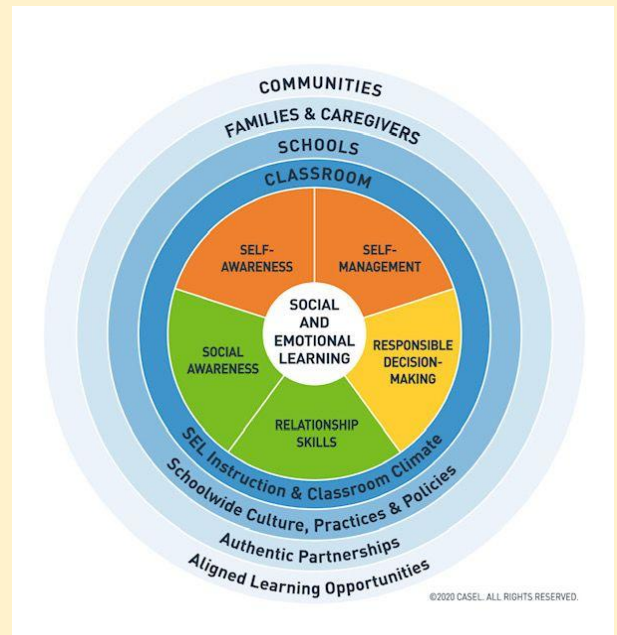 COMMUNITIES
FAMILIES & CAREGIVERS
SCHOOLS
CLASSROOM
SELF-
AWARENESS
SELF-
MANAGEMENT
SOCIAL
AND
EMOTIONAL
LEARNING
SOCIAL
AWARENESS
RESPONSIBLE
DECISION-
MAKING
RELATIONSHIP
SKILLS
SEL Instruction & Classroom Climate
Schoolwide Culture, Practices & Policies
Authentic Partnerships
Aligned Learning Opportunities
©2020 CASEL. ALL RIGHTS RESERVED.